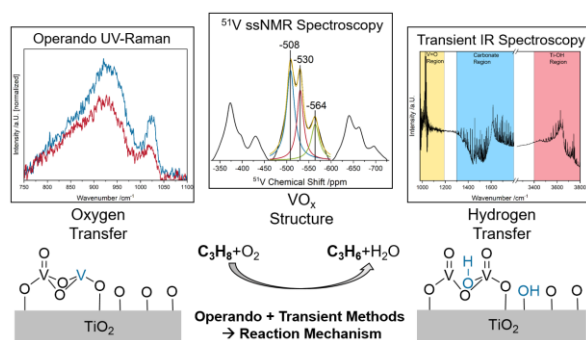 Operando UV-Raman
Intensity /a.U. [normalized]
750 800 850 900 950 1000 1050 1100
Wavenumber /cm-1
Oxygen
Transfer
⁵¹V ssNMR Spectroscopy
-508
-530
-564
-350 -400 -450 -500 -550 -600 -650 -700
⁵¹V Chemical Shift /ppm
VOₓ
Structure
Transient IR Spectroscopy
V=O
Region
Carbonate
Region
Ti-OH
Region
Intensity /a.U.
1000 1200 1400 1600 3400 3600 3800
Wavenumber /cm-1
Hydrogen
Transfer
O O
V V
O O O O O O
TiO₂
C₃H₈+O₂
C₃H₆+H₂O
Operando + Transient Methods
→ Reaction Mechanism
O H O
V V
O O O OH O O
TiO₂